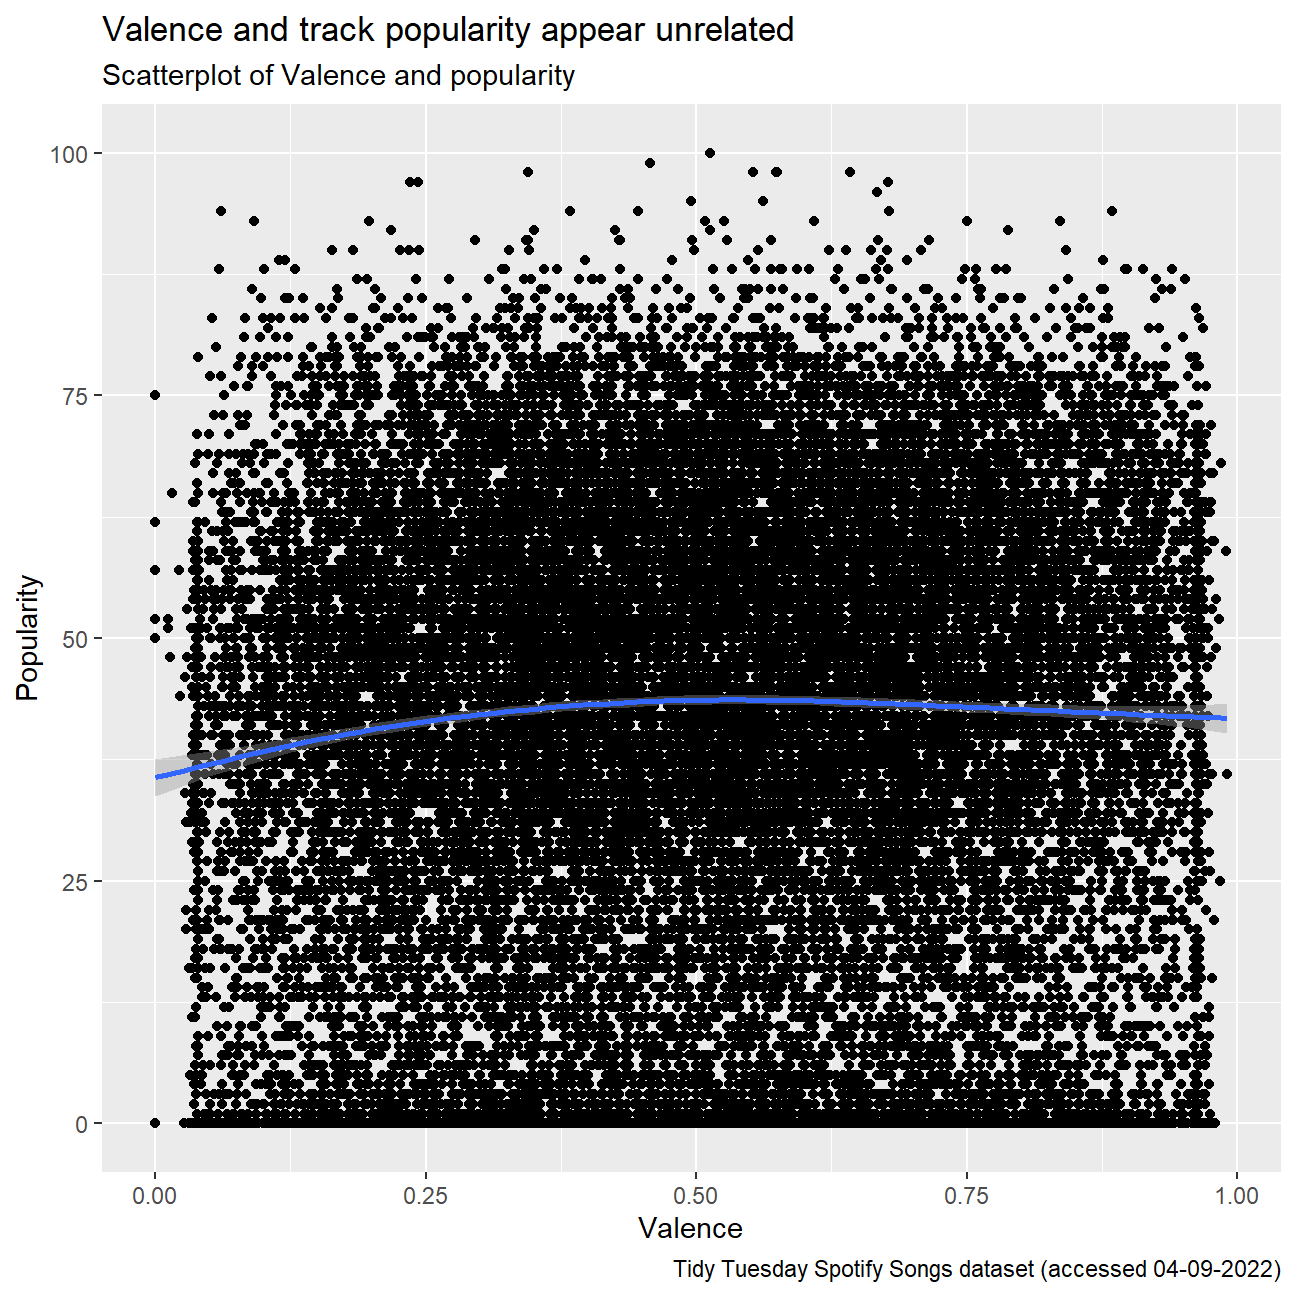 Valence and track popularity appear unrelated
Scatterplot of Valence and popularity
100
75
50
25
0
Popularity
0.00 0.25 0.50 0.75 1.00
Valence
Tidy Tuesday Spotify Songs dataset (accessed 04-09-2022)